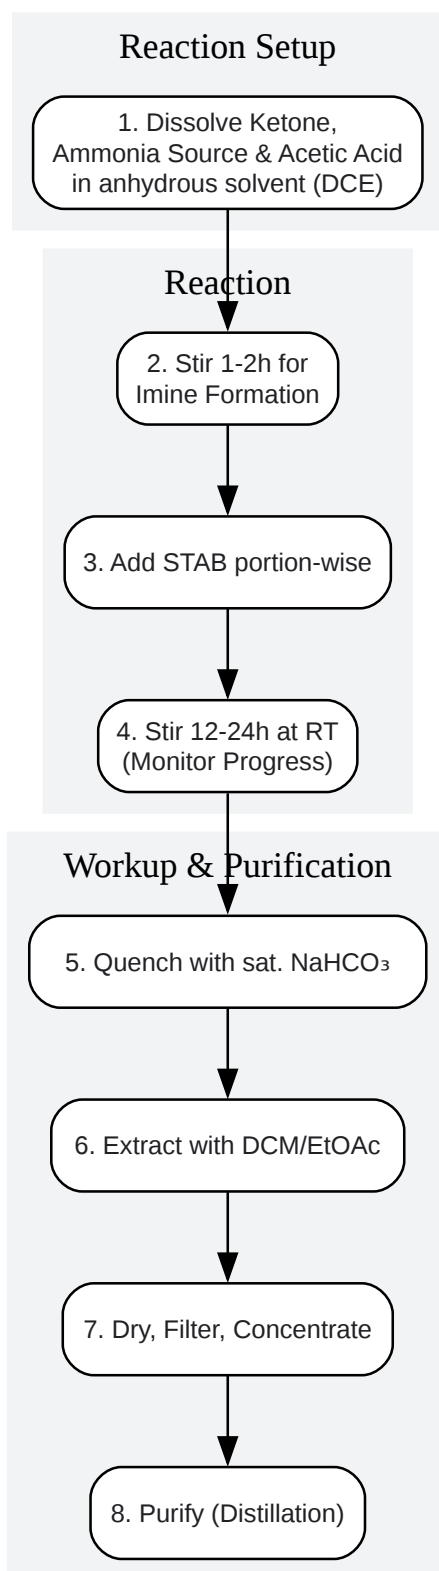 Reaction Setup
1. Dissolve Ketone,
Ammonia Source & Acetic Acid
in anhydrous solvent (DCE)
Reaction
2. Stir 1-2h for
Imine Formation
3. Add STAB portion-wise
4. Stir 12-24h at RT
(Monitor Progress)
Workup & Purification
5. Quench with sat. NaHCO₃
6. Extract with DCM/EtOAc
7. Dry, Filter, Concentrate
8. Purify (Distillation)